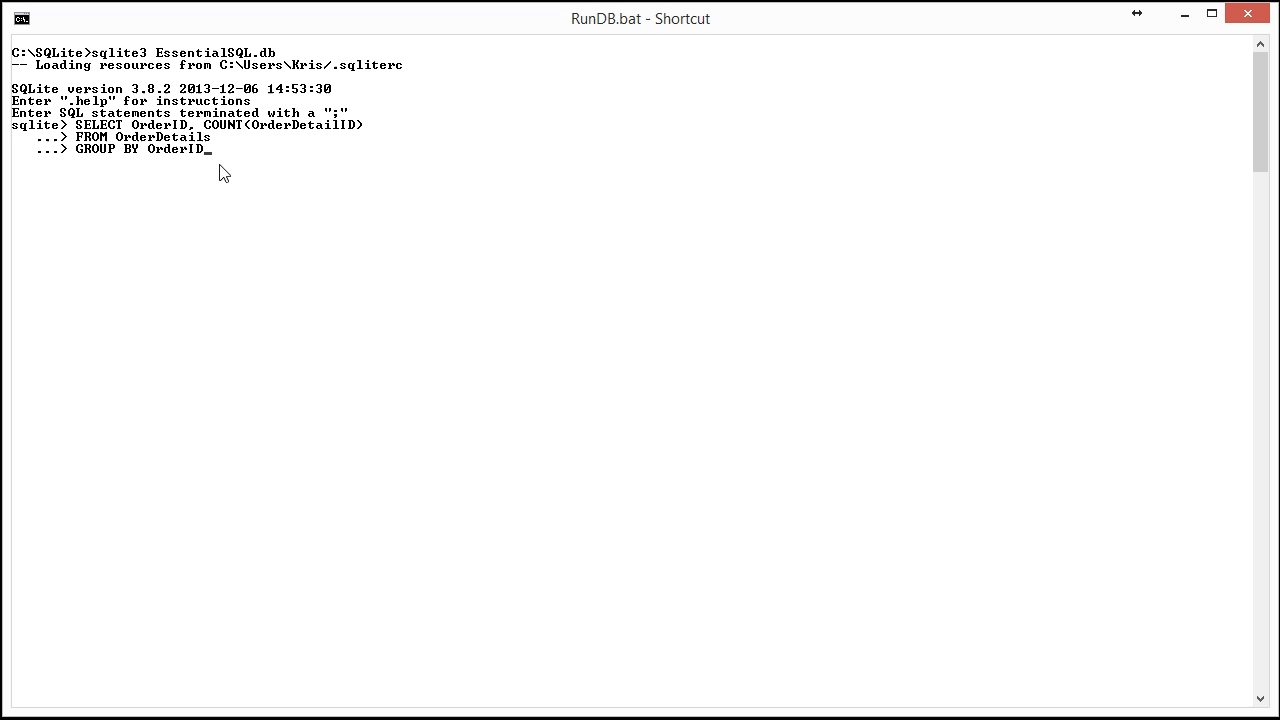 RunDB.bat - Shortcut
C:\SQLite>sqlite3 EssentialSQL.db
-- Loading resources from C:\Users\Kris/.sqliterc
SQLite version 3.8.2 2013-12-06 14:53:30
Enter ".help" for instructions
Enter SQL statements terminated with a ";"
sqlite> SELECT OrderID, COUNT(OrderDetailID)
...> FROM OrderDetails
...> GROUP BY OrderID_